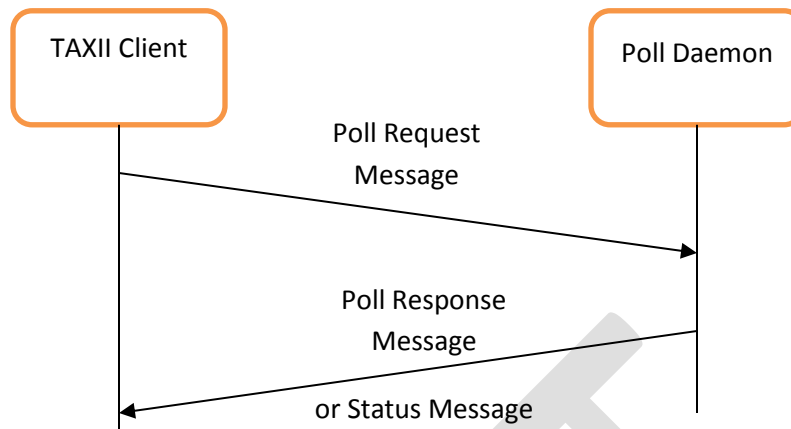 TAXII Client
Poll Daemon
Poll Request
Message
Poll Response
Message
or Status Message